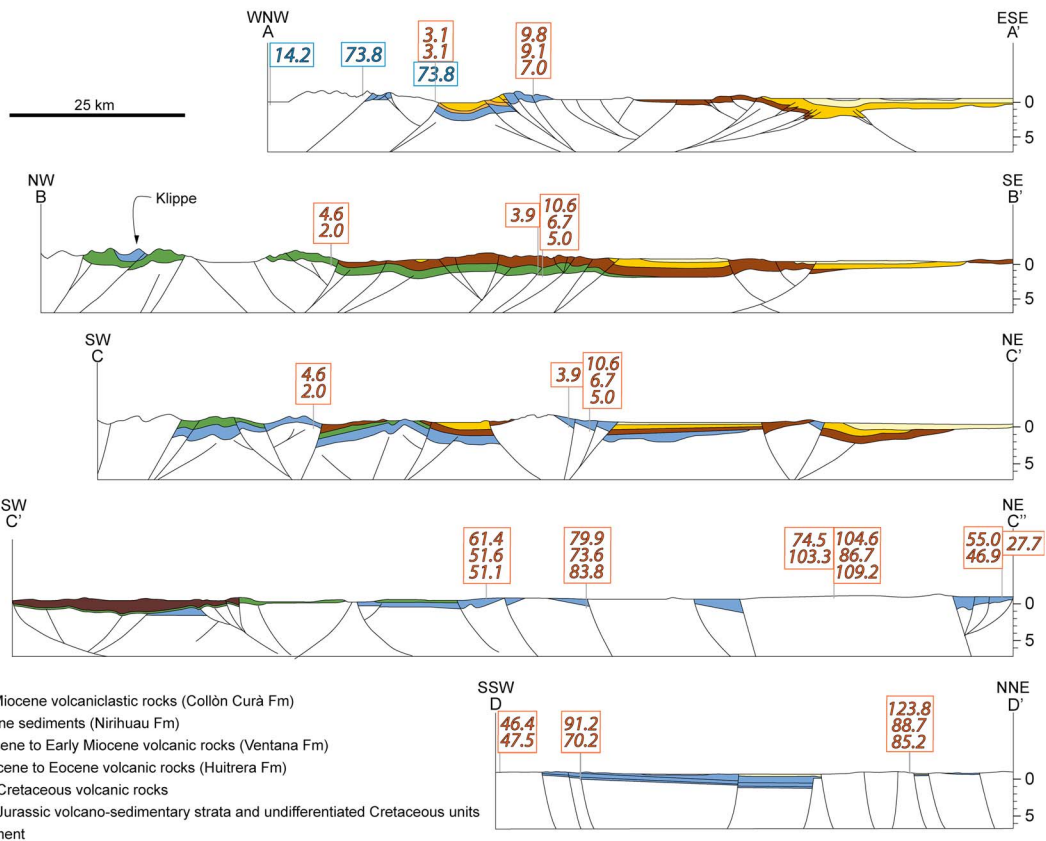 WNW ESE
A A'
14.2 73.8 3.1 9.8
3.1 9.1
73.8 7.0
25 km
0
5
NW SE
B B'
Klippe
4.6 3.9 10.6
2.0 6.7
5.0
0
5
SW NE
C C'
4.6 3.9 10.6
2.0 6.7
5.0
0
5
SW NE
C' C''
61.4 79.9 74.5 104.6 55.0 27.7
51.6 73.6 103.3 86.7 46.9
51.1 83.8 109.2
0
5
SSW NNE
D D'
46.4 91.2 123.8
47.5 70.2 88.7
85.2
0
5
Miocene volcaniclastic rocks (Collòn Curà Fm)
ne sediments (Nirihuau Fm)
ene to Early Miocene volcanic rocks (Ventana Fm)
cene to Eocene volcanic rocks (Huitrera Fm)
Cretaceous volcanic rocks
Jurassic volcano-sedimentary strata and undifferentiated Cretaceous units
ment